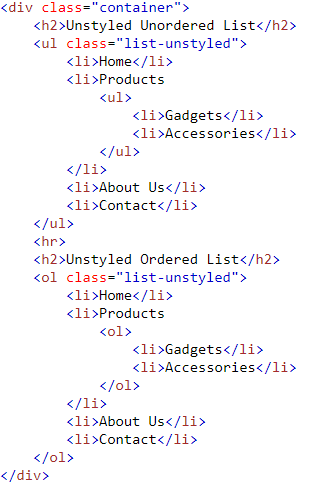 <div class="container">
    <h2>Unstyled Unordered List</h2>
    <ul class="list-unstyled">
        <li>Home</li>
        <li>Products
            <ul>
                <li>Gadgets</li>
                <li>Accessories</li>
            </ul>
        </li>
        <li>About Us</li>
        <li>Contact</li>
    </ul>
    <hr>
    <h2>Unstyled Ordered List</h2>
    <ol class="list-unstyled">
        <li>Home</li>
        <li>Products
            <ol>
                <li>Gadgets</li>
                <li>Accessories</li>
            </ol>
        </li>
        <li>About Us</li>
        <li>Contact</li>
    </ol>
</div>